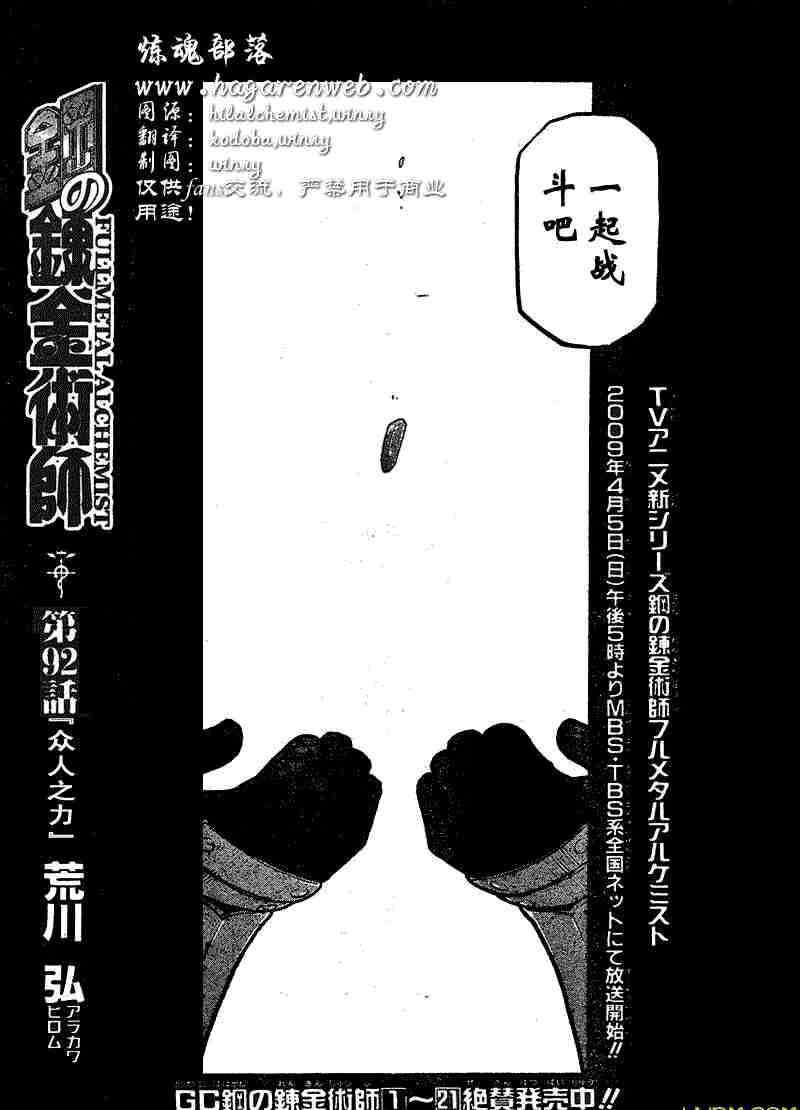 炼魂部落
www.hagarenweb.com
图源：hilalchemist,winry
翻译：kodoba,winry
制图：winry
仅供fans交流，严禁用于商业
用途！
一起战
斗吧
TVアニメ新シリーズ鋼の錬金術師フルメタルアルケミスト
2009年4月5日（日）午後5時よりMBS・TBS系全国ネットにて放送開始!!
鋼の錬金術師
FULLMETAL ALCHEMIST
第92話
『众人之力』
荒川 弘
アラカワ
ヒロム
GC鋼の錬金術師1～21絶賛発売中!!